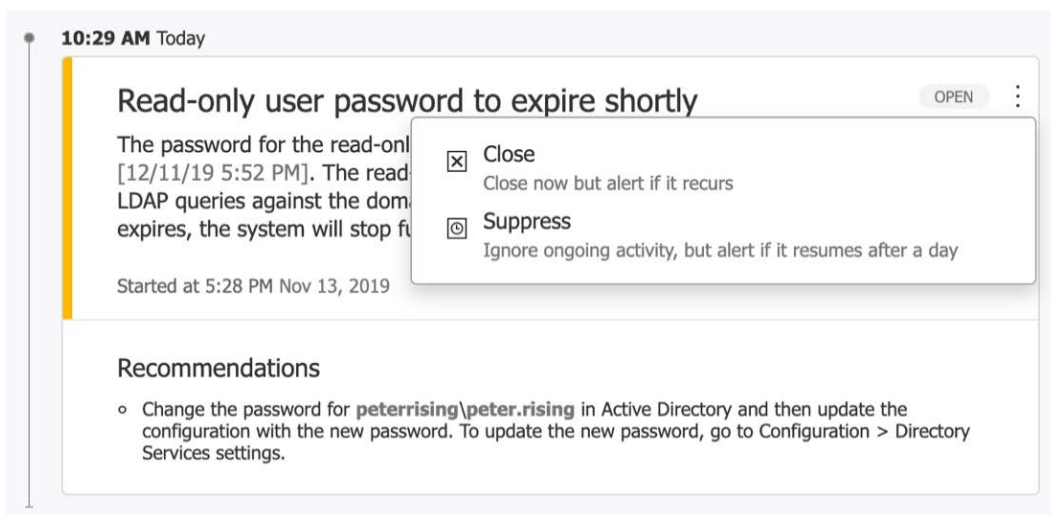 10:29 AM Today
Read-only user password to expire shortly
OPEN
The password for the read-onl
[12/11/19 5:52 PM]. The read-
LDAP queries against the dom
expires, the system will stop fu
Close
Close now but alert if it recurs
Suppress
Ignore ongoing activity, but alert if it resumes after a day
Started at 5:28 PM Nov 13, 2019
Recommendations
Change the password for peterrising\peter.rising in Active Directory and then update the
configuration with the new password. To update the new password, go to Configuration > Directory
Services settings.